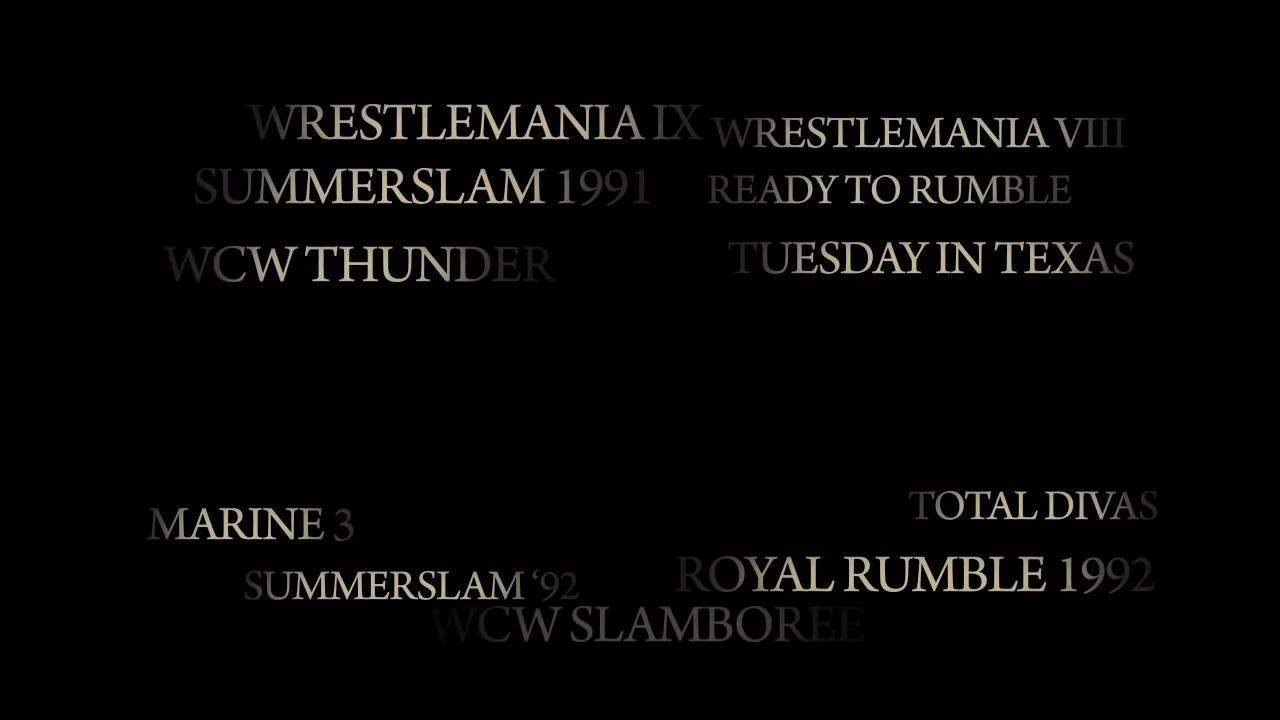 WRESTLEMANIA IX
WRESTLEMANIA VIII
SUMMERSLAM 1991
READY TO RUMBLE
WCW THUNDER
TUESDAY IN TEXAS
MARINE 3
TOTAL DIVAS
SUMMERSLAM ‘92
ROYAL RUMBLE 1992
WCW SLAMBOREE